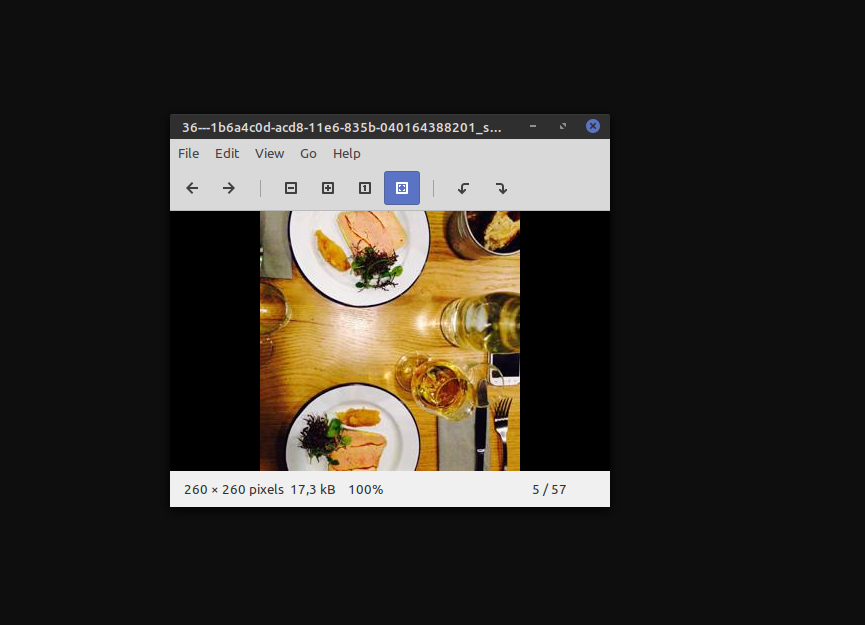 36---1b6a4c0d-acd8-11e6-835b-040164388201_s...
File Edit View Go Help
260 × 260 pixels 17,3 kB 100% 5 / 57